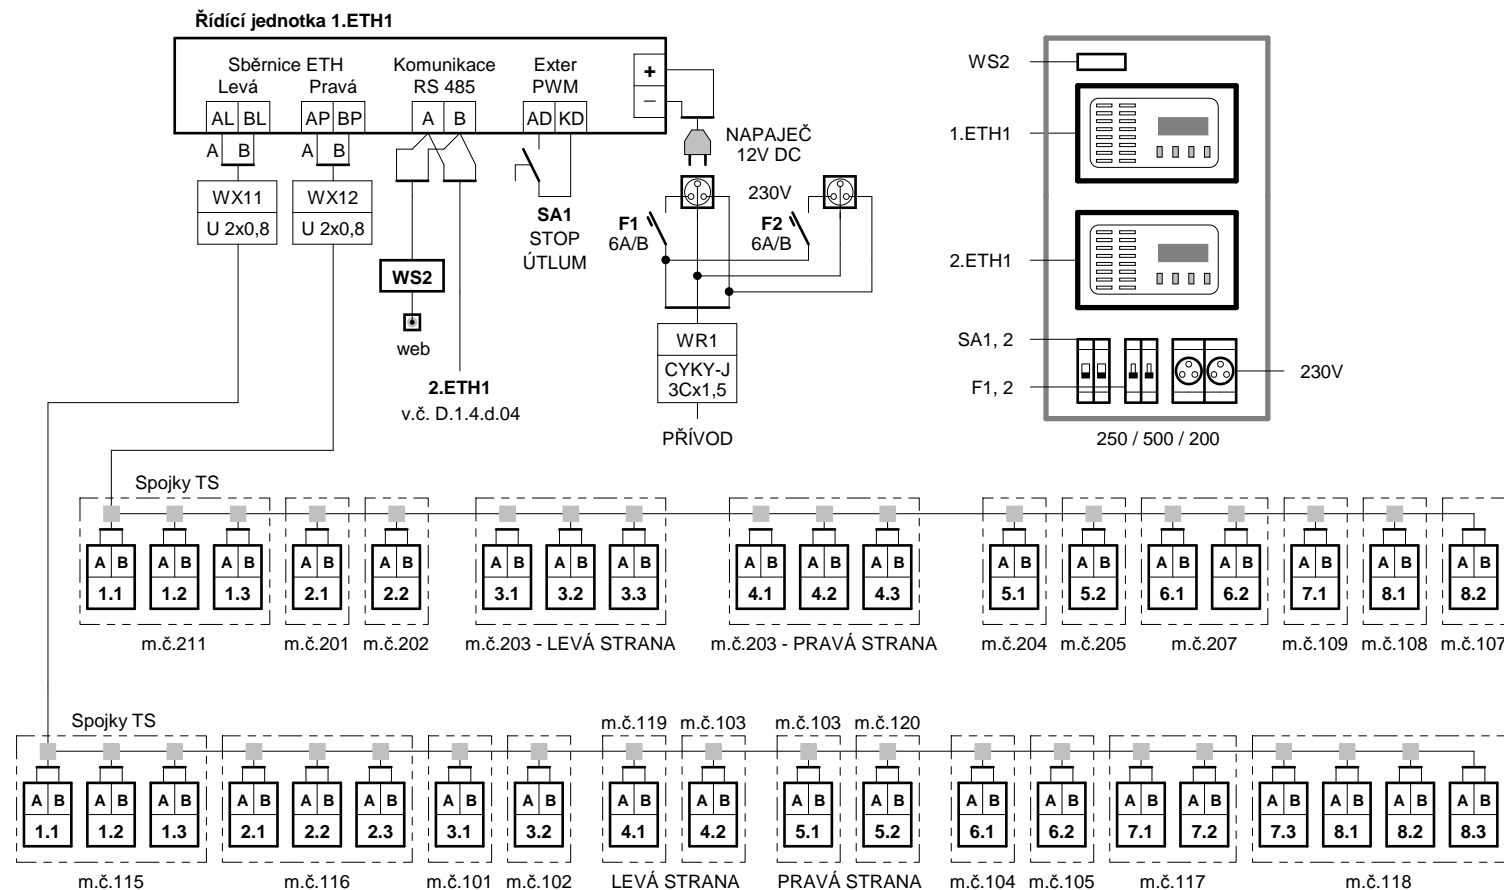 Řídící jednotka 1.ETH1
Sběrnice ETH
Levá Pravá
Komunikace
RS 485
Exter
PWM
+
–
AL BL AP BP A B AD KD
A B A B
WX11
U 2x0,8
WX12
U 2x0,8
WS2
web
2.ETH1
v.č. D.1.4.d.04
SA1
STOP
ÚTLUM
NAPAJEČ
12V DC
230V
F1
6A/B
F2
6A/B
WR1
CYKY-J
3Cx1,5
PŘÍVOD
WS2
1.ETH1
2.ETH1
SA1, 2
F1, 2
230V
250 / 500 / 200
Spojky TS
A B A B A B A B A B A B A B A B A B A B A B A B A B A B A B A B A B A B
1.1 1.2 1.3 2.1 2.2 3.1 3.2 3.3 4.1 4.2 4.3 5.1 5.2 6.1 6.2 7.1 8.1 8.2
m.č.211 m.č.201 m.č.202 m.č.203 - LEVÁ STRANA m.č.203 - PRAVÁ STRANA m.č.204 m.č.205 m.č.207 m.č.109 m.č.108 m.č.107
Spojky TS
m.č.119 m.č.103 m.č.103 m.č.120
A B A B A B A B A B A B A B A B A B A B A B A B A B A B A B A B A B A B A B A B
1.1 1.2 1.3 2.1 2.2 2.3 3.1 3.2 4.1 4.2 5.1 5.2 6.1 6.2 7.1 7.2 7.3 8.1 8.2 8.3
m.č.115 m.č.116 m.č.101 m.č.102 LEVÁ STRANA PRAVÁ STRANA m.č.104 m.č.105 m.č.117 m.č.118